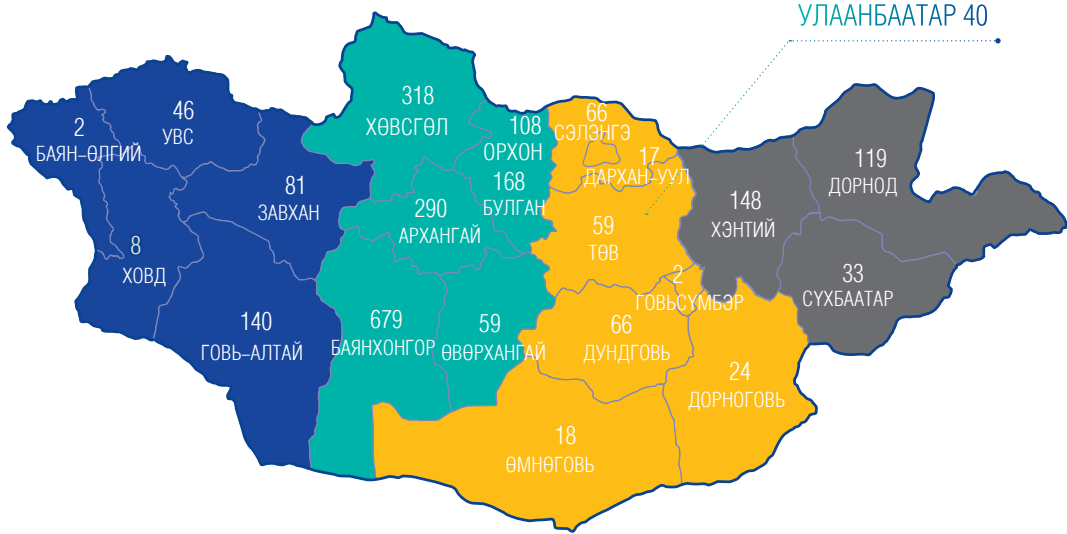 УЛААНБААТАР 40
2
БАЯН-ӨЛГИЙ
46
УВС
81
ЗАВХАН
8
ХОВД
140
ГОВЬ-АЛТАЙ
318
ХӨВСГӨЛ
108
ОРХОН
168
БУЛГАН
290
АРХАНГАЙ
679
БАЯНХОНГОР
59
ӨВӨРХАНГАЙ
66
СЭЛЭНГЭ
17
ДАРХАН-УУЛ
59
ТӨВ
2
ГОВЬСҮМБЭР
66
ДУНДГОВЬ
24
ДОРНОГОВЬ
18
ӨМНӨГОВЬ
148
ХЭНТИЙ
119
ДОРНОД
33
СҮХБААТАР